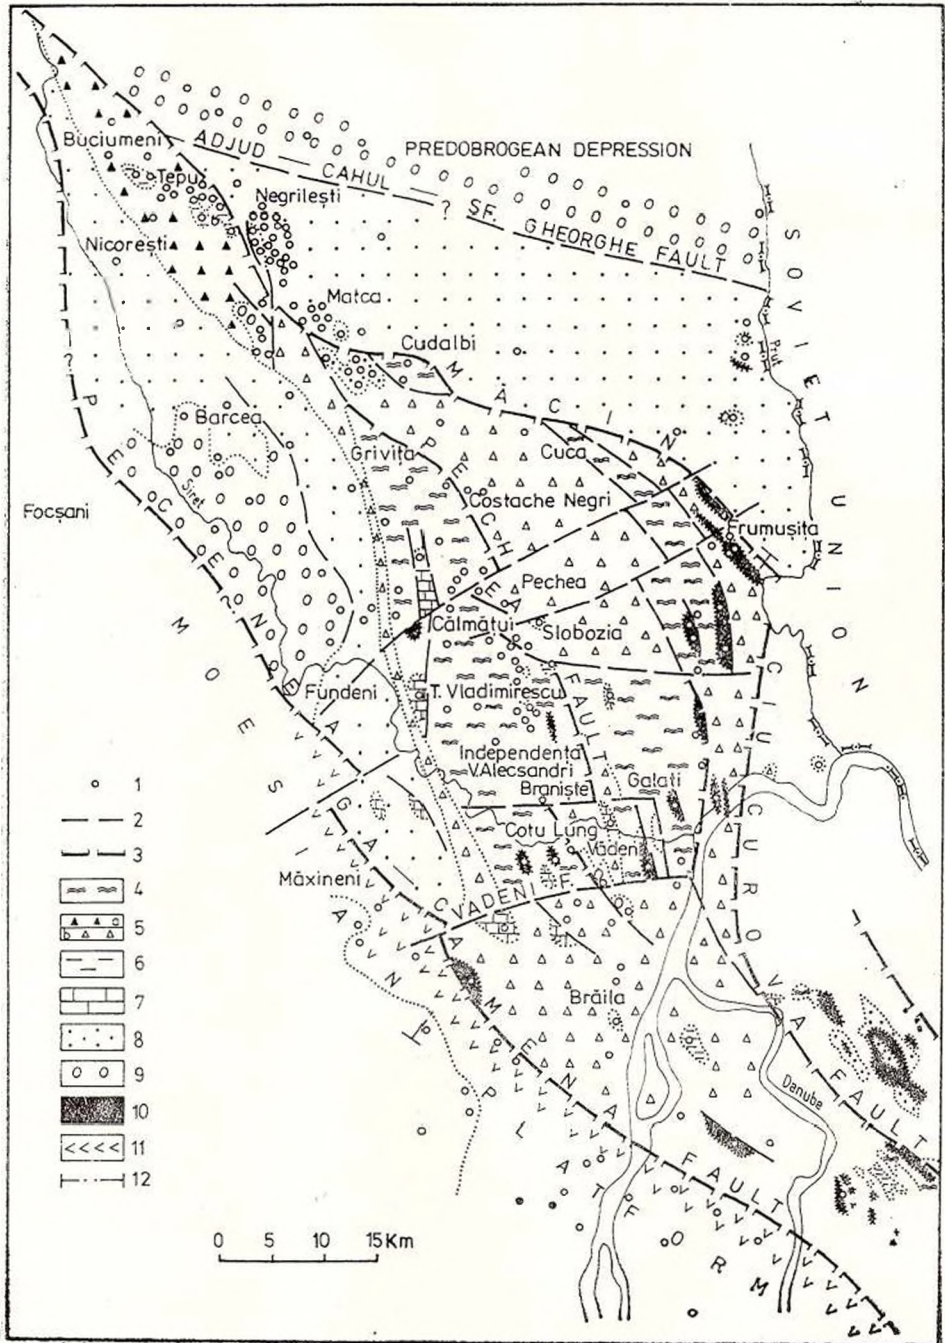 PREDOBROGEAN DEPRESSION
ADJUD — CAHUL — ? SF. GHEORGHE FAULT
SOVIET UNION
Buciumeni
Tepu
Negrilești
Nicorești
Matca
Cudalbi
Prut
?
Barcea
Grivița
Cuca
MĂCIN
Siret
Focșani
Costache Negri
Frumușița
PECHEA FAULT
Pechea
Călmățui
Slobozia
Fundeni
T. Vladimirescu
Independența
V.Alecsandri
Braniște
Galați
PECENEAGA
CAMENA FAULT
MOESIAN PLATFORM
CIUCUROVA FAULT
Cotu Lung
Vădeni
Măxineni
VĂDENI F.
Brăila
Danube
1
2
3
4
5
6
7
8
9
10
11
12
0 5 10 15 Km